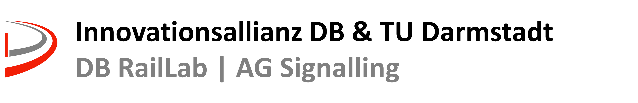 Innovationsallianz DB & TU Darmstadt
DB RailLab | AG Signalling